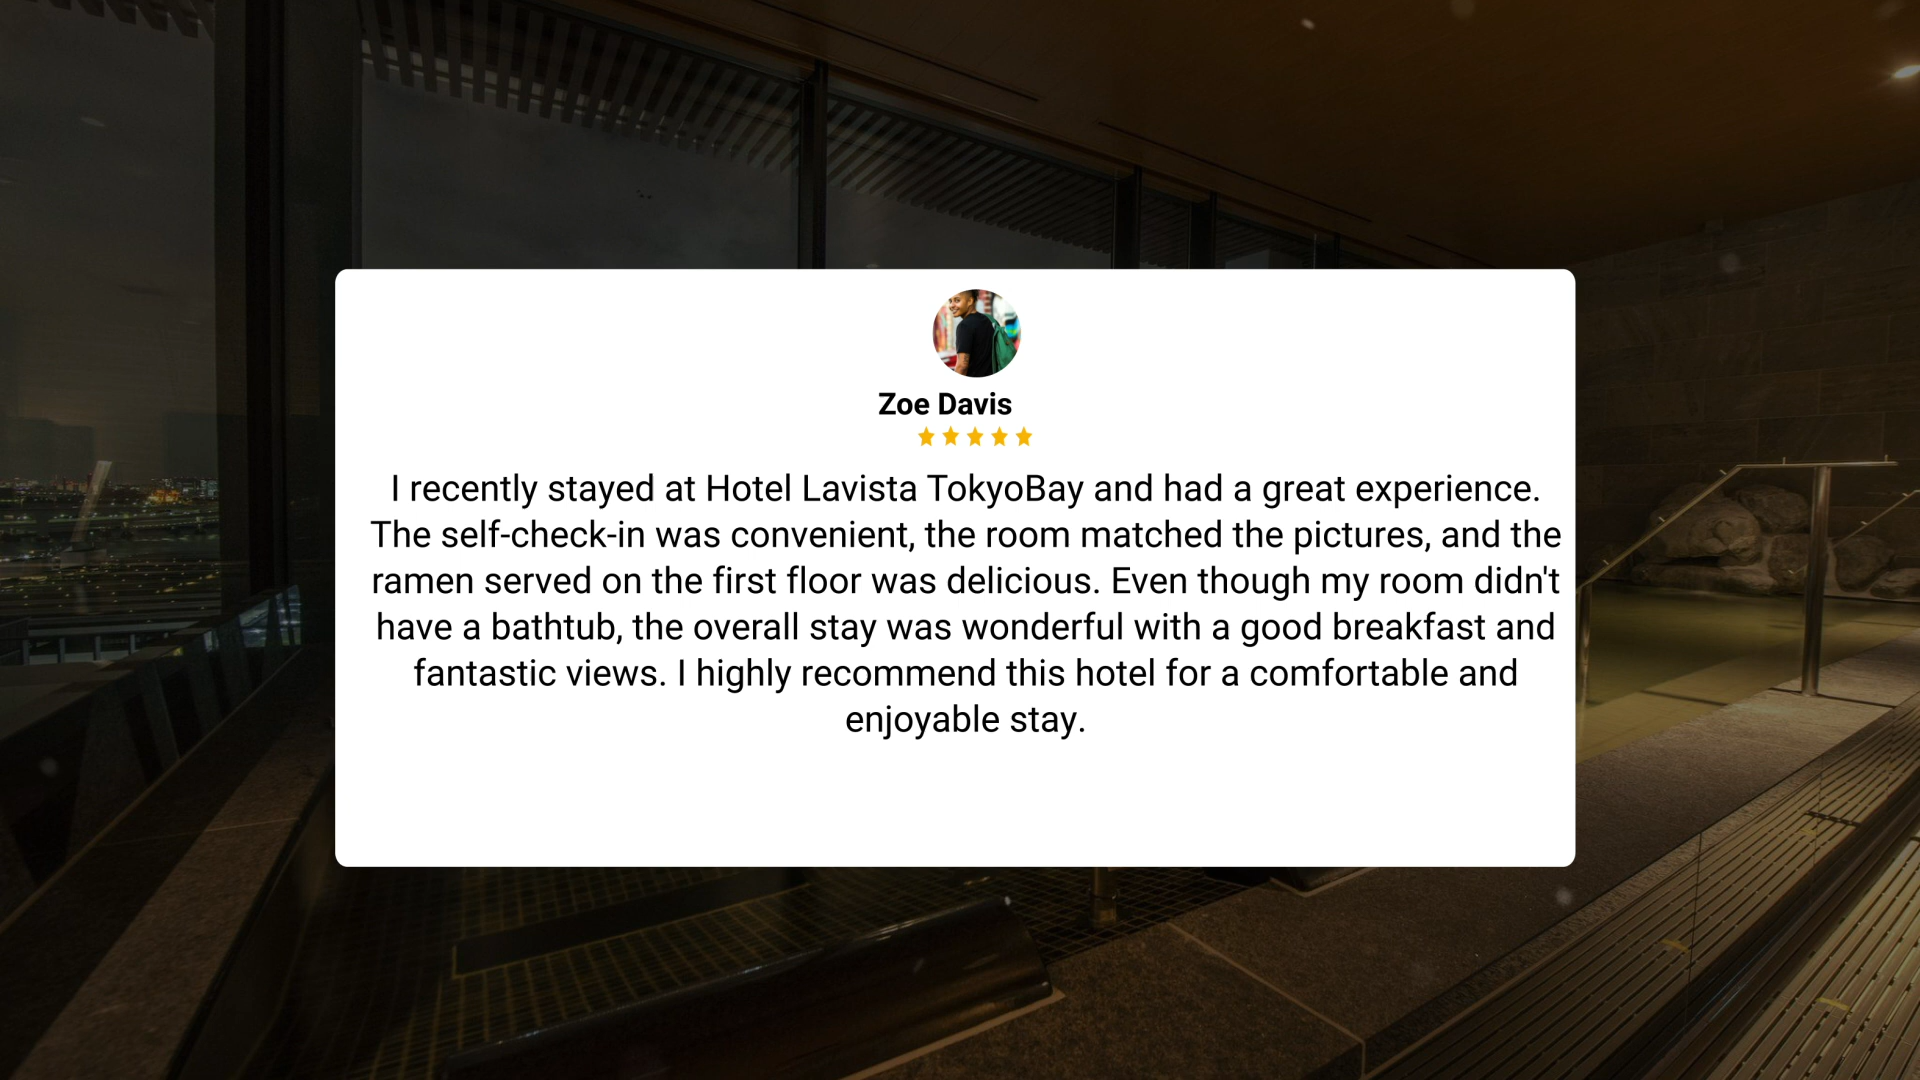 Zoe Davis
I recently stayed at Hotel Lavista TokyoBay and had a great experience.
The self-check-in was convenient, the room matched the pictures, and the
ramen served on the first floor was delicious. Even though my room didn't
have a bathtub, the overall stay was wonderful with a good breakfast and
fantastic views. I highly recommend this hotel for a comfortable and
enjoyable stay.